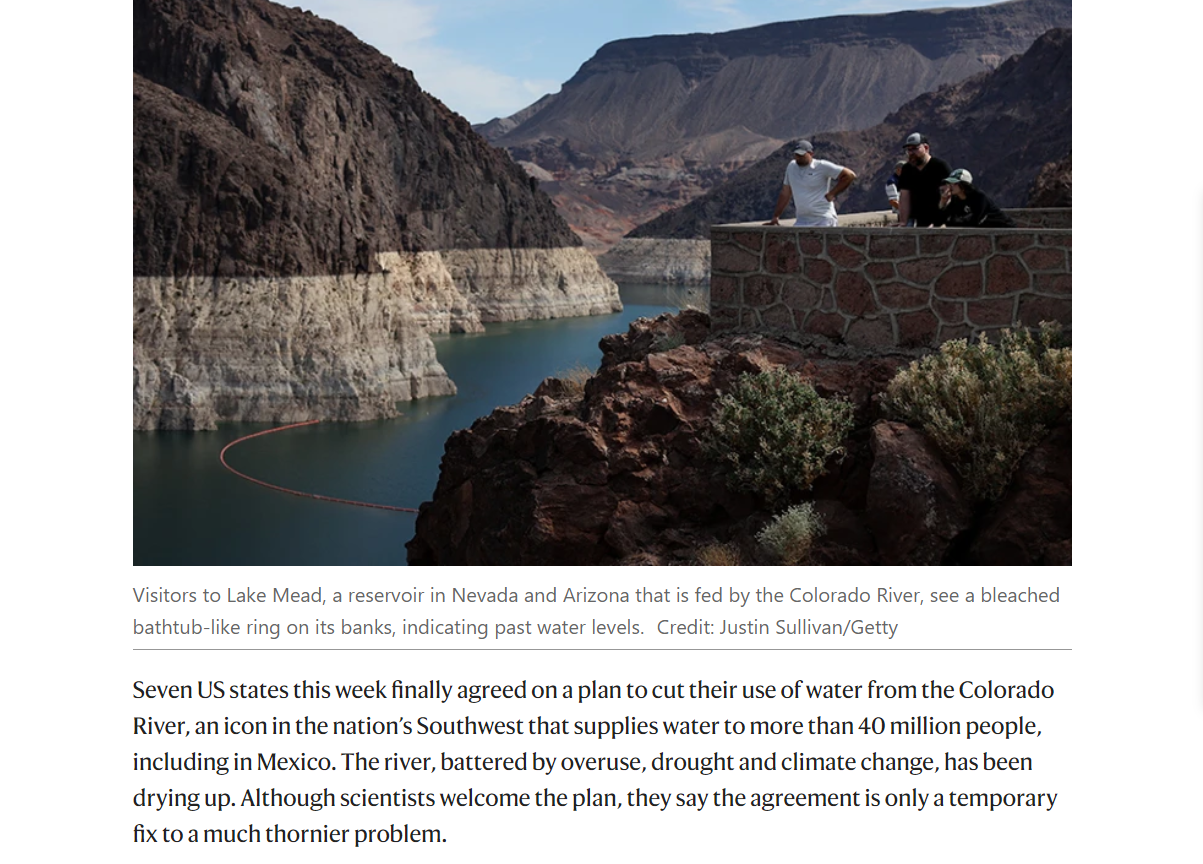 Visitors to Lake Mead, a reservoir in Nevada and Arizona that is fed by the Colorado River, see a bleached
bathtub-like ring on its banks, indicating past water levels.  Credit: Justin Sullivan/Getty
Seven US states this week finally agreed on a plan to cut their use of water from the Colorado
River, an icon in the nation’s Southwest that supplies water to more than 40 million people,
including in Mexico. The river, battered by overuse, drought and climate change, has been
drying up. Although scientists welcome the plan, they say the agreement is only a temporary
fix to a much thornier problem.